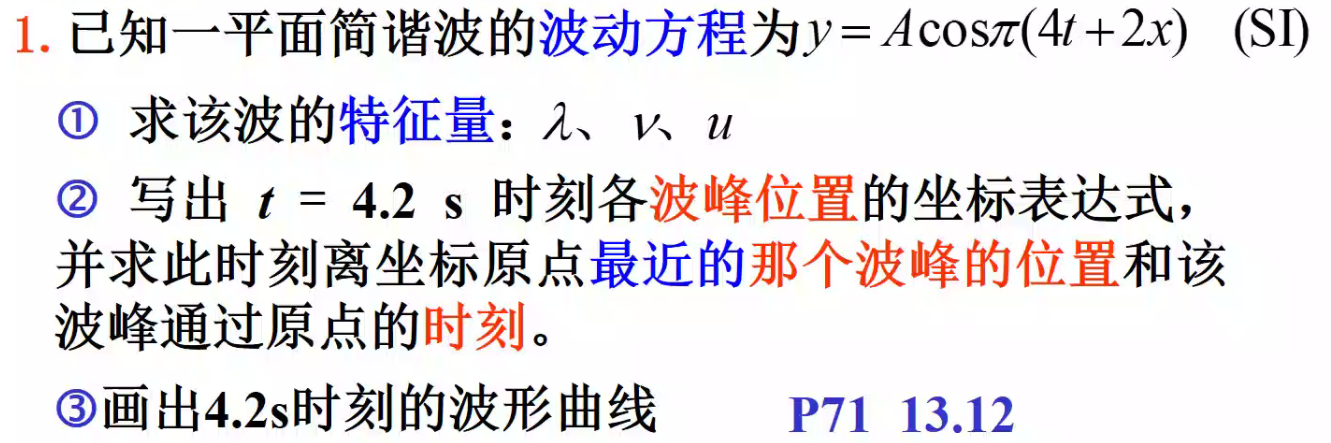 1. 已知一平面简谐波的波动方程为y = Acosπ(4t+2x) (SI)
① 求该波的特征量：λ、ν、u
② 写出 t = 4.2 s 时刻各波峰位置的坐标表达式，
并求此时刻离坐标原点最近的那个波峰的位置和该
波峰通过原点的时刻。
③画出4.2s时刻的波形曲线 P71 13.12